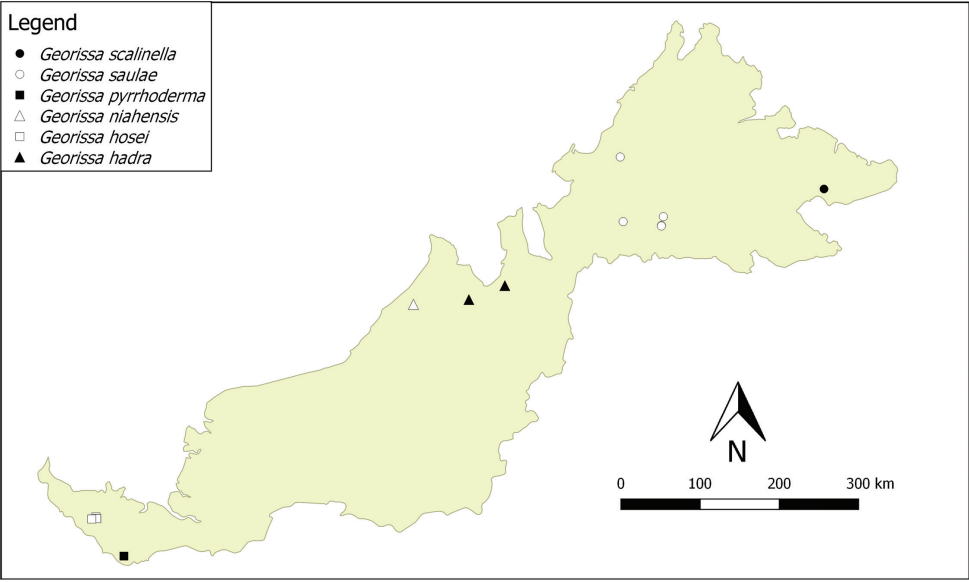 Legend
Georissa scalinella
Georissa saulae
Georissa pyrrhoderma
Georissa niahensis
Georissa hosei
Georissa hadra
N
0 100 200 300 km